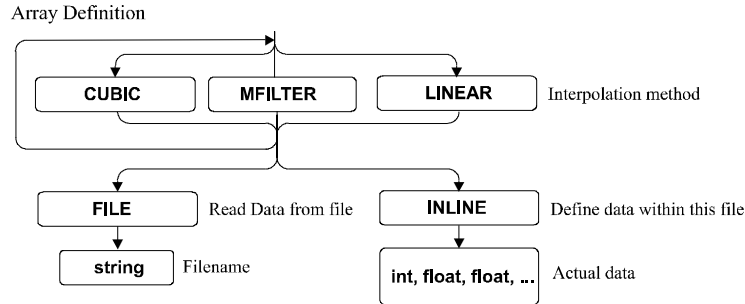 Array Definition
CUBIC MFILTER LINEAR Interpolation method
FILE Read Data from file INLINE Define data within this file
string Filename int, float, float, ... Actual data